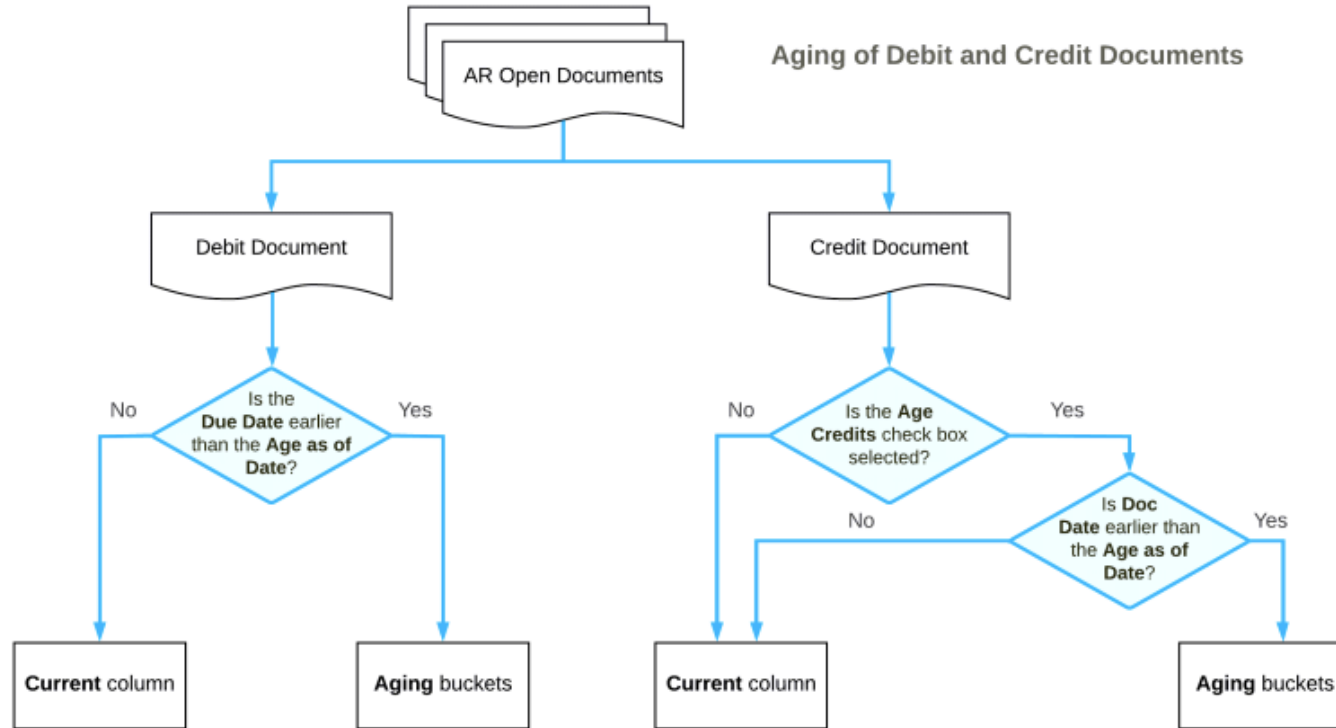 Aging of Debit and Credit Documents
AR Open Documents
Debit Document
Credit Document
Is the
Due Date earlier
than the Age as of
Date?
No
Yes
Is the Age
Credits check box
selected?
No
Yes
Is Doc
Date earlier than
the Age as of
Date?
No
Yes
Current column
Aging buckets
Current column
Aging buckets